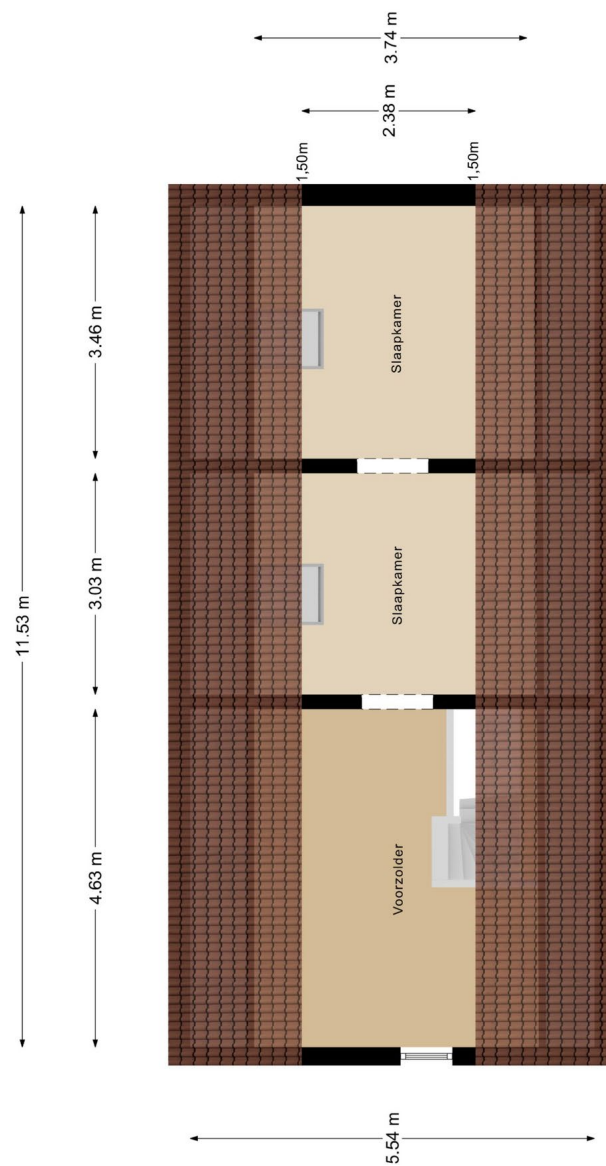 3.74 m
2.38 m
1,50m
1,50m
11.53 m
3.46 m
3.03 m
4.63 m
Slaapkamer
Slaapkamer
Voorzolder
5.54 m